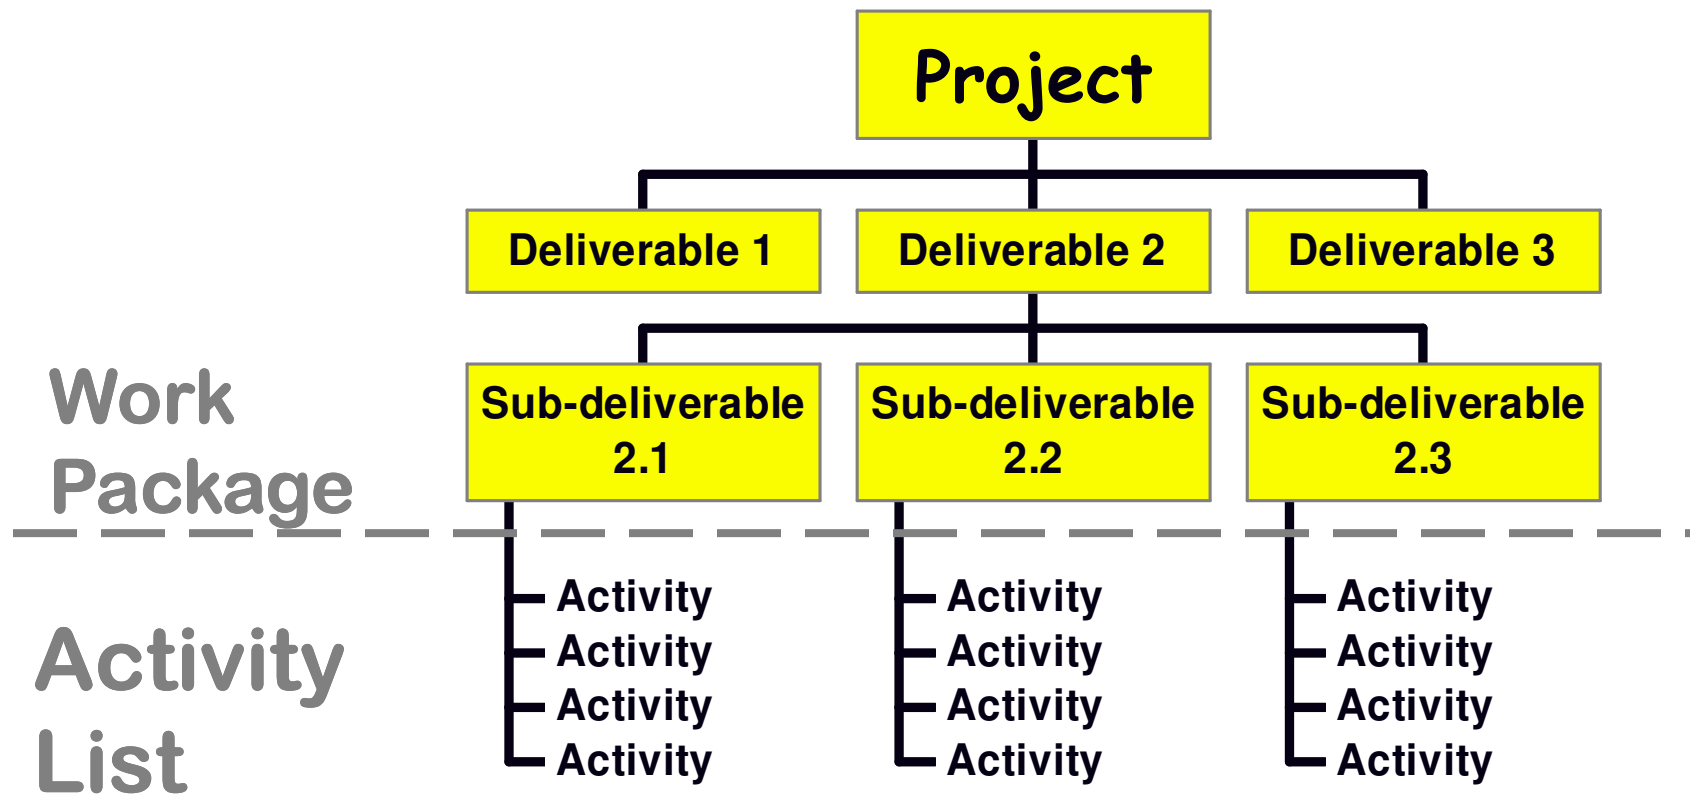 Project
Deliverable 1
Deliverable 2
Deliverable 3
Work
Package
Sub-deliverable
2.1
Sub-deliverable
2.2
Sub-deliverable
2.3
Activity
List
Activity
Activity
Activity
Activity
Activity
Activity
Activity
Activity
Activity
Activity
Activity
Activity